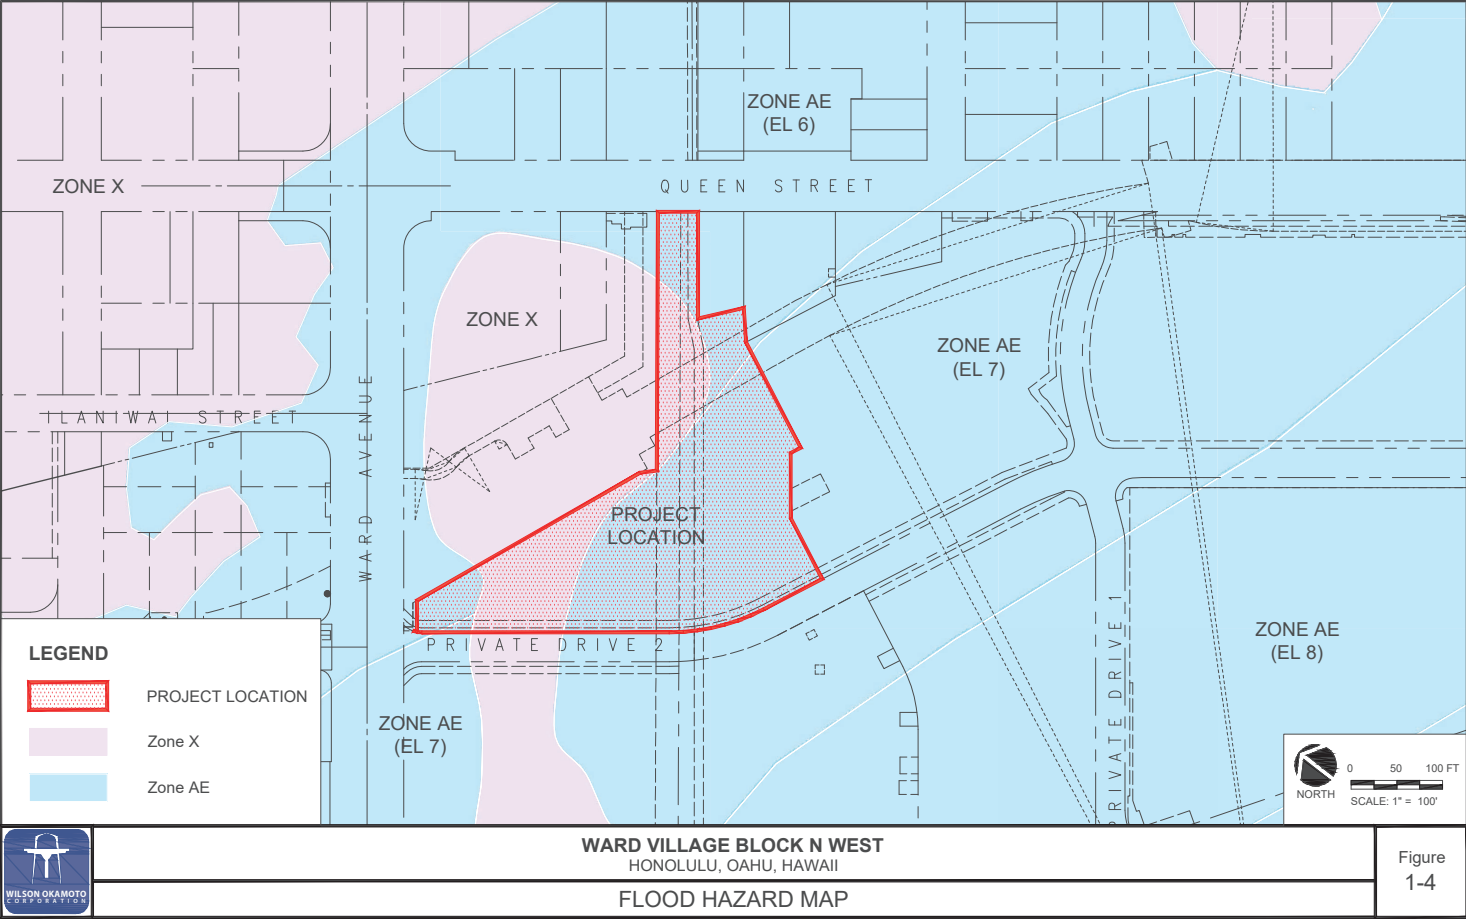 ZONE AE
(EL 6)
ZONE X
QUEEN STREET
ZONE X
ZONE AE
(EL 7)
ILANIWAI STREET
WARD AVENUE
PROJECT
LOCATION
PRIVATE DRIVE 2
PRIVATE DRIVE 1
ZONE AE
(EL 8)
ZONE AE
(EL 7)
LEGEND
PROJECT LOCATION
Zone X
Zone AE
NORTH
0 50 100 FT
SCALE: 1" = 100'
WILSON OKAMOTO
CORPORATION
WARD VILLAGE BLOCK N WEST
HONOLULU, OAHU, HAWAII
FLOOD HAZARD MAP
Figure
1-4